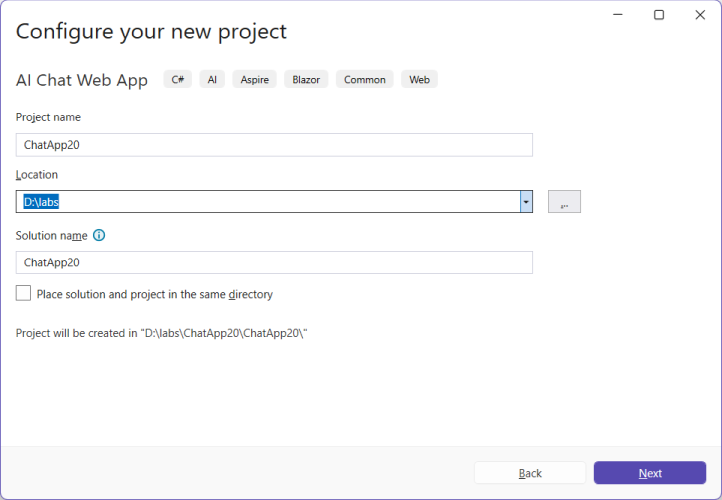 Configure your new project
AI Chat Web App C# AI Aspire Blazor Common Web
Project name
ChatApp20
Location
D:\labs
...
Solution name
ChatApp20
Place solution and project in the same directory
Project will be created in "D:\labs\ChatApp20\ChatApp20\"
Back Next